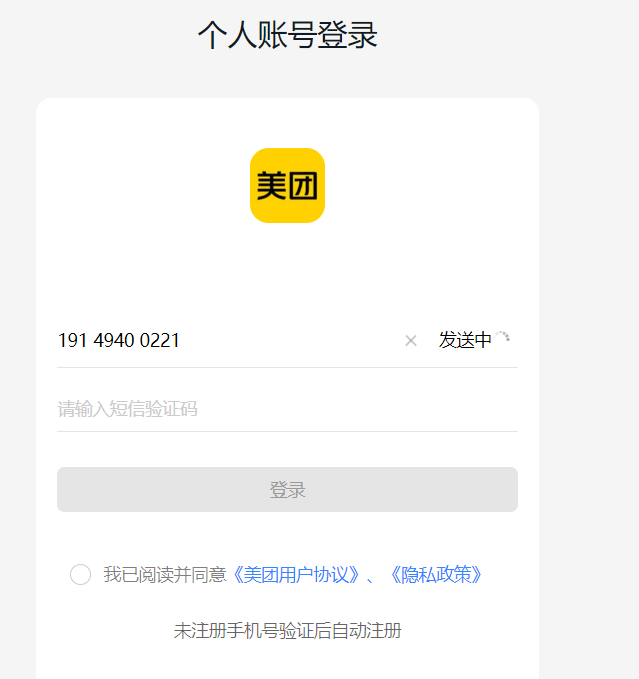 个人账号登录
美团
191 4940 0221 × 发送中
请输入短信验证码
登录
我已阅读并同意《美团用户协议》、《隐私政策》
未注册手机号验证后自动注册